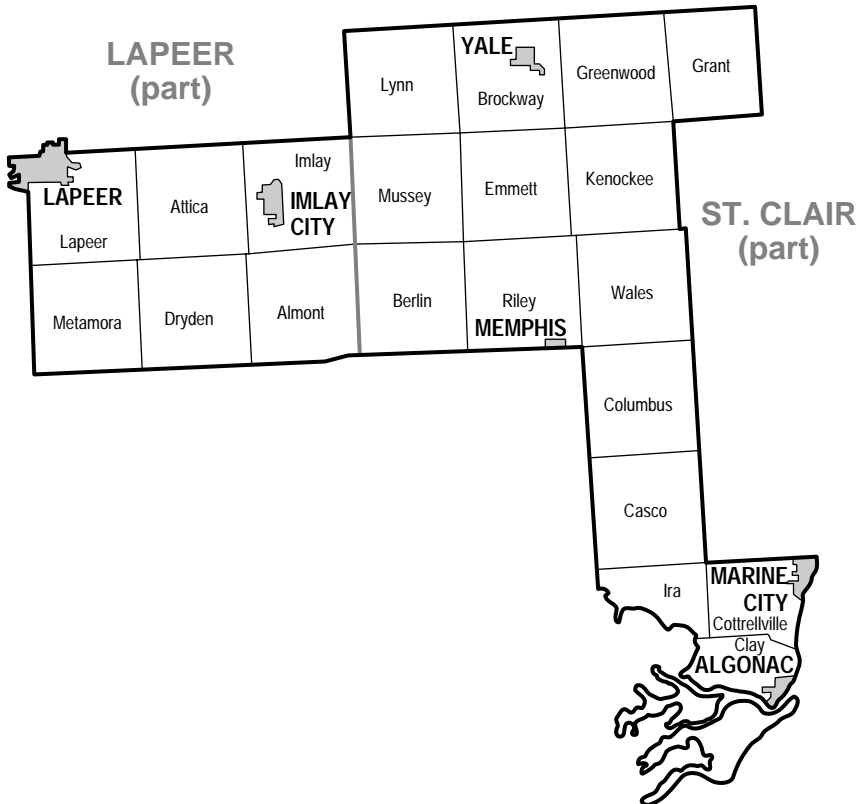 LAPEER
(part)
YALE
Lynn
Brockway
Greenwood
Grant
Imlay
LAPEER
Attica
IMLAY
CITY
Mussey
Emmett
Kenockee
ST. CLAIR
(part)
Lapeer
Metamora
Dryden
Almont
Berlin
Riley
MEMPHIS
Wales
Columbus
Casco
Ira
MARINE
CITY
Cottrellville
Clay
ALGONAC